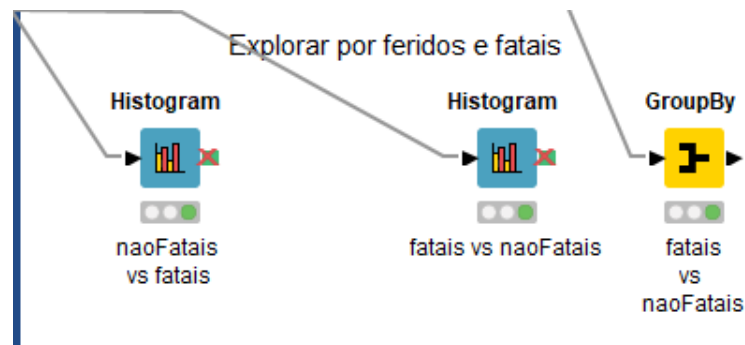 Explorar por feridos e fatais
Histogram
Histogram
GroupBy
naoFatais
vs fatais
fatais vs naoFatais
fatais
vs
naoFatais